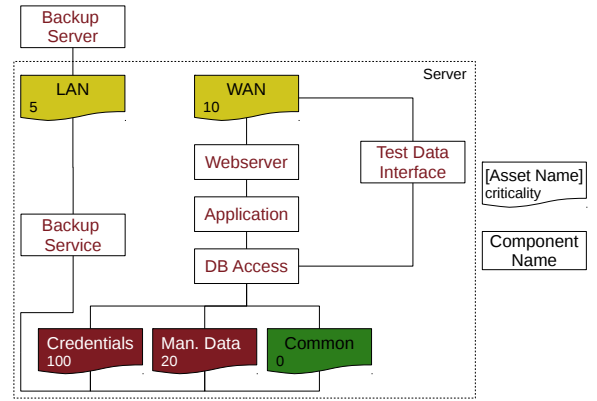 Backup
Server
Server
LAN
5
WAN
10
Webserver
Test Data
Interface
[Asset Name]
criticality
Application
Backup
Service
DB Access
Component
Name
Credentials
100
Man. Data
20
Common
0